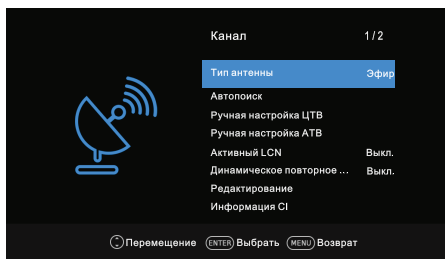 Канал 1/2
Тип антенны Эфир
Автопоиск
Ручная настройка ЦТВ
Ручная настройка АТВ
Активный LCN Выкл.
Динамическое повторное ... Выкл.
Редактирование
Информация CI
Перемещение ENTER Выбрать MENU Возврат